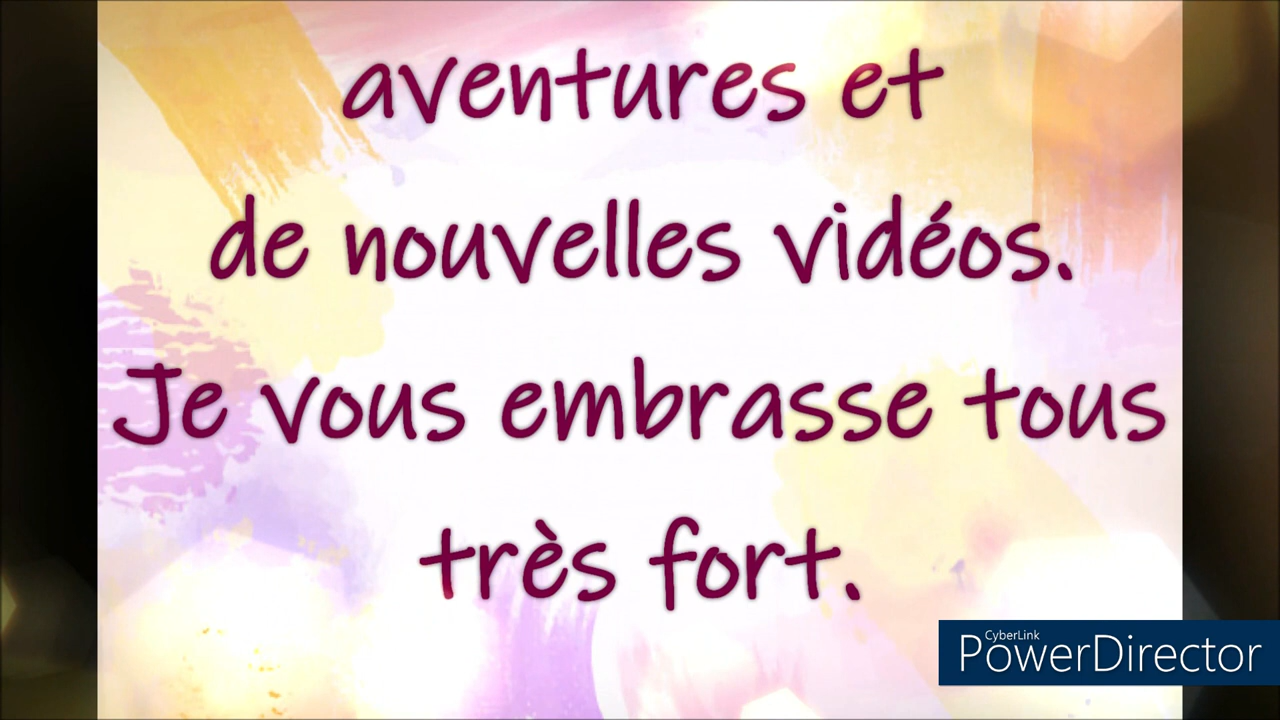 aventures et
de nouvelles vidéos.
Je vous embrasse tous
très fort.
CyberLink
PowerDirector